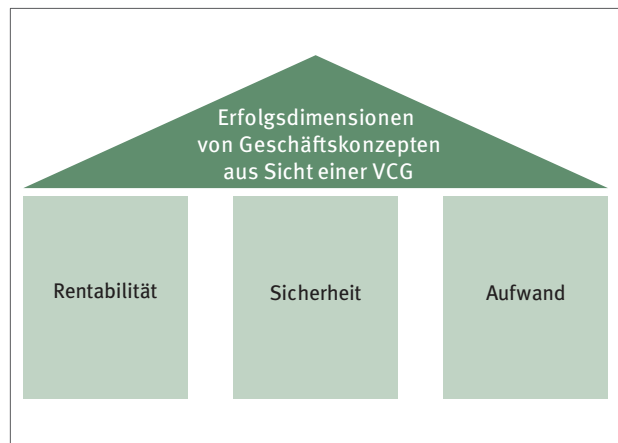 Erfolgsdimensionen
von Geschäftskonzepten
aus Sicht einer VCG
Rentabilität
Sicherheit
Aufwand